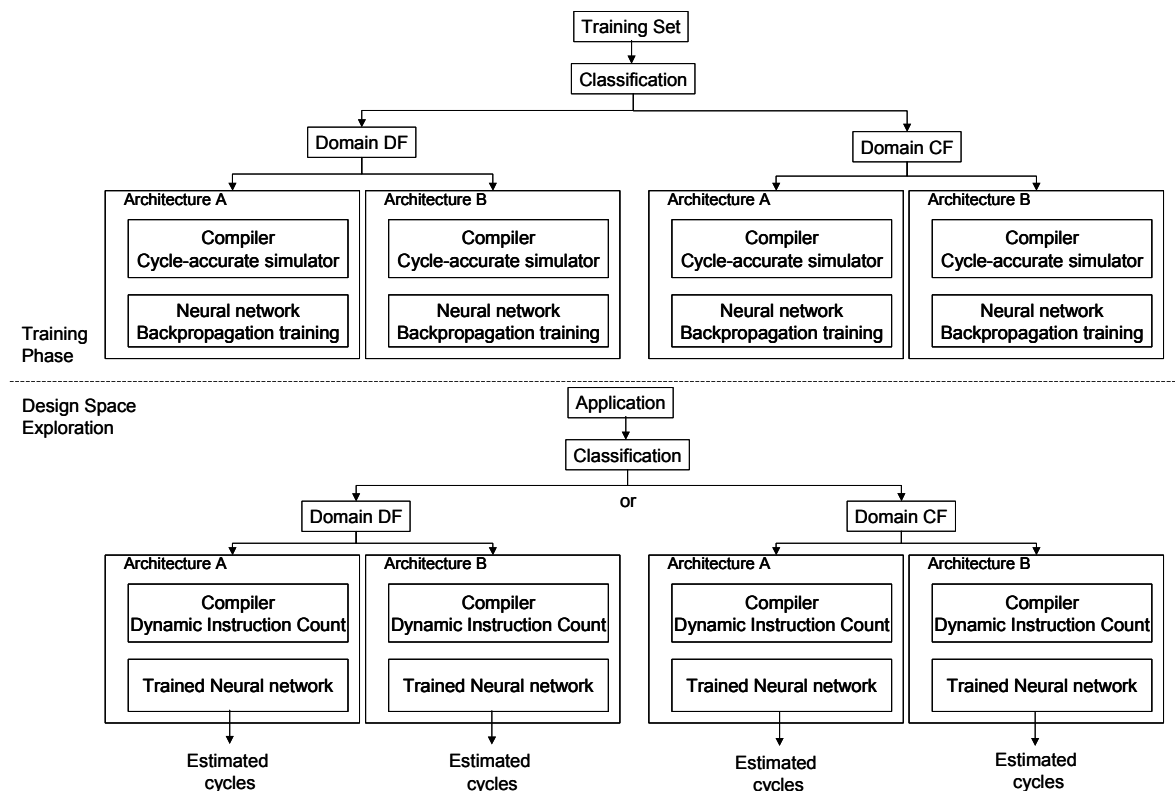 Training Set
Classification
Domain DF
Domain CF
Architecture A
Compiler
Cycle-accurate simulator
Neural network
Backpropagation training
Architecture B
Compiler
Cycle-accurate simulator
Neural network
Backpropagation training
Architecture A
Compiler
Cycle-accurate simulator
Neural network
Backpropagation training
Architecture B
Compiler
Cycle-accurate simulator
Neural network
Backpropagation training
Training
Phase
Design Space
Exploration
Application
Classification
or
Domain DF
Domain CF
Architecture A
Compiler
Dynamic Instruction Count
Trained Neural network
Estimated
cycles
Architecture B
Compiler
Dynamic Instruction Count
Trained Neural network
Estimated
cycles
Architecture A
Compiler
Dynamic Instruction Count
Trained Neural network
Estimated
cycles
Architecture B
Compiler
Dynamic Instruction Count
Trained Neural network
Estimated
cycles